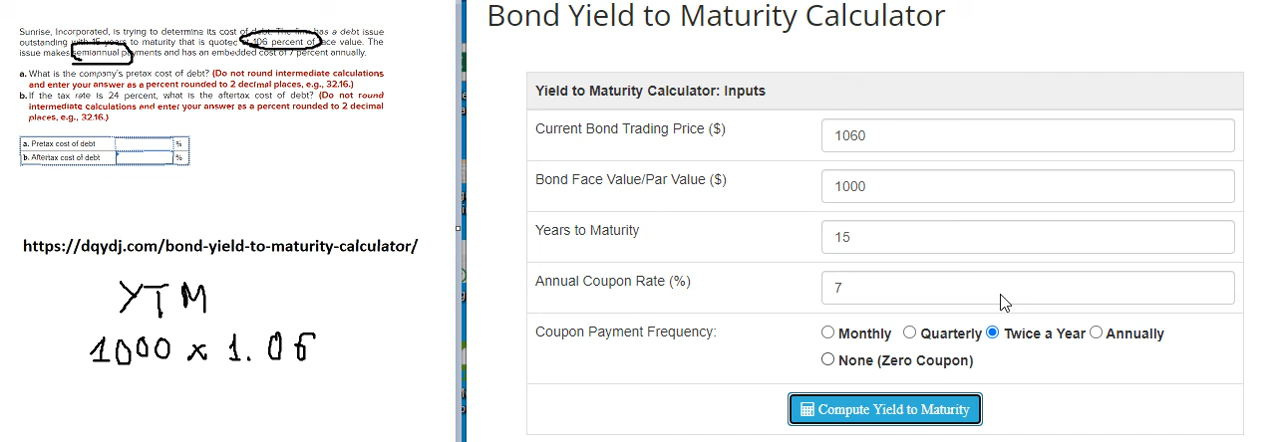 Sunrise, Incorporated, is trying to determine its cost of debt. The firm has a debt issue
outstanding with 15 years to maturity that is quoted at 106 percent of face value. The
issue makes semiannual payments and has an embedded cost of 7 percent annually.
a. What is the company's pretax cost of debt? (Do not round intermediate calculations
and enter your answer as a percent rounded to 2 decimal places, e.g., 32.16.)
b. If the tax rate is 24 percent, what is the aftertax cost of debt? (Do not round
intermediate calculations and enter your answer as a percent rounded to 2 decimal
places, e.g., 32.16.)
a. Pretax cost of debt %
b. Aftertax cost of debt %
https://dqydj.com/bond-yield-to-maturity-calculator/
YTM
1000 x 1.06
Bond Yield to Maturity Calculator
Yield to Maturity Calculator: Inputs
Current Bond Trading Price ($) 1060
Bond Face Value/Par Value ($) 1000
Years to Maturity 15
Annual Coupon Rate (%) 7
Coupon Payment Frequency: Monthly Quarterly Twice a Year Annually
None (Zero Coupon)
Compute Yield to Maturity